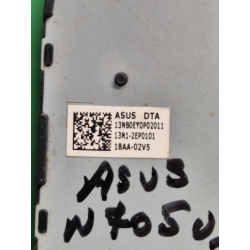 ASUS DTA
13NB0EY0P02011
13N1-2EP0101
18AA-02V5
ASUS
N705U